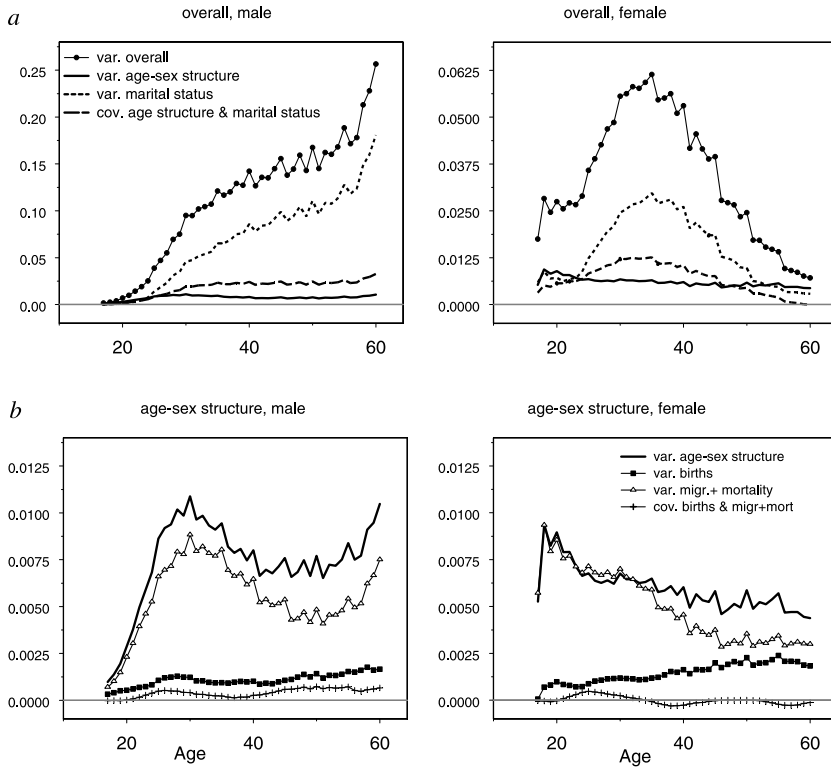 a
overall, male
overall, female
var. overall
var. age-sex structure
var. marital status
cov. age structure & marital status
0.25
0.20
0.15
0.10
0.05
0.00
20
40
60
0.0625
0.0500
0.0375
0.0250
0.0125
0.0000
20
40
60
b
age-sex structure, male
age-sex structure, female
0.0125
0.0100
0.0075
0.0050
0.0025
0.0000
20
40
60
Age
var. age-sex structure
var. births
var. migr.+ mortality
cov. births & migr+mort
0.0125
0.0100
0.0075
0.0050
0.0025
0.0000
20
40
60
Age